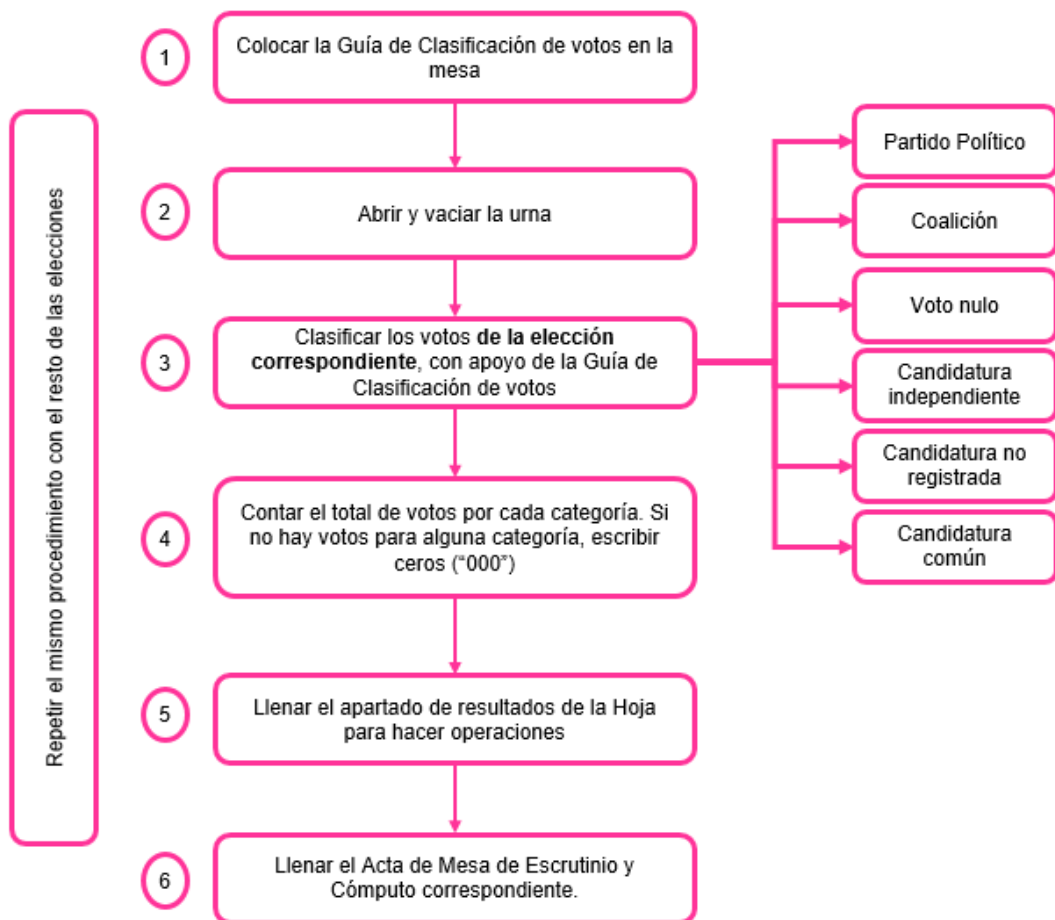 1
Colocar la Guía de Clasificación de votos en la
mesa
2
Abrir y vaciar la urna
3
Clasificar los votos de la elección
correspondiente, con apoyo de la Guía de
Clasificación de votos
Partido Político
Coalición
Voto nulo
Candidatura
independiente
Candidatura no
registrada
Candidatura
común
4
Contar el total de votos por cada categoría. Si
no hay votos para alguna categoría, escribir
ceros (“000”)
5
Llenar el apartado de resultados de la Hoja
para hacer operaciones
6
Llenar el Acta de Mesa de Escrutinio y
Cómputo correspondiente.
Repetir el mismo procedimiento con el resto de las elecciones